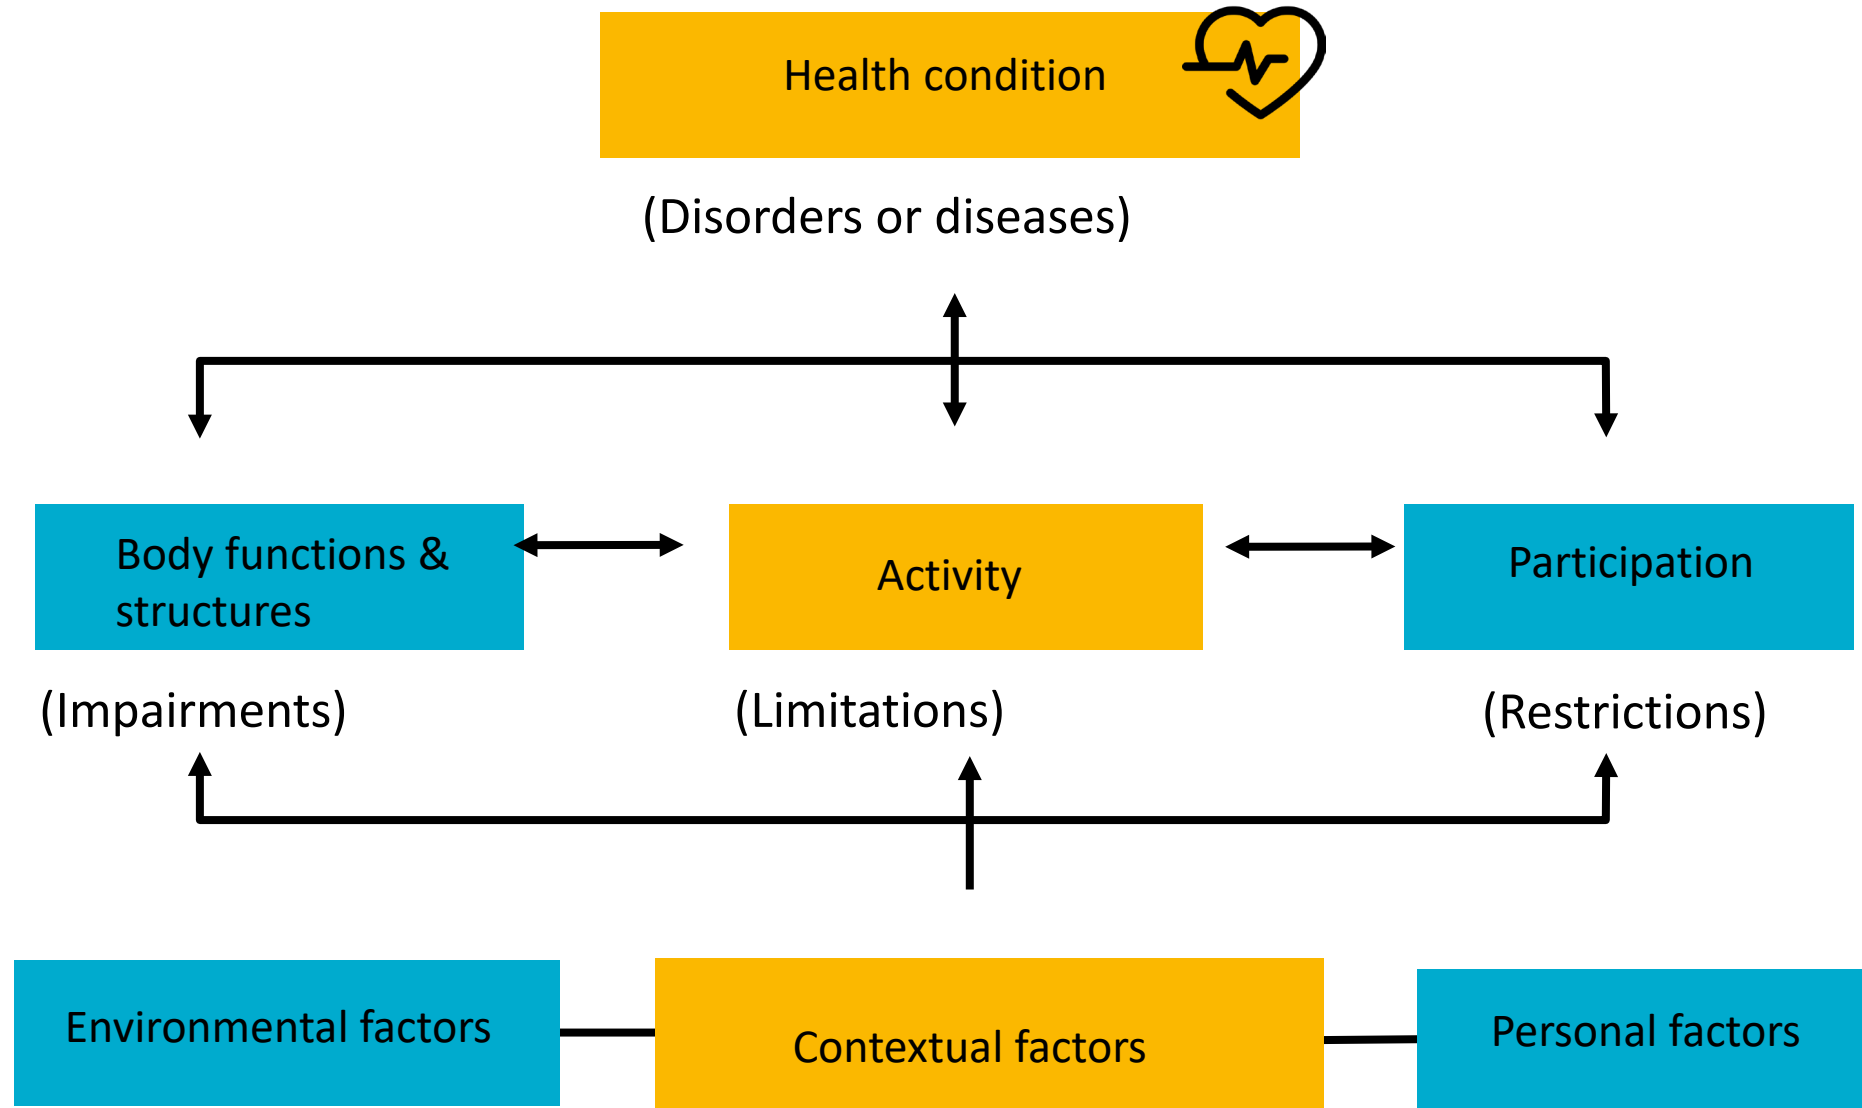 Health condition
(Disorders or diseases)
Body functions &
structures
Activity
Participation
(Impairments)
(Limitations)
(Restrictions)
Environmental factors
Contextual factors
Personal factors